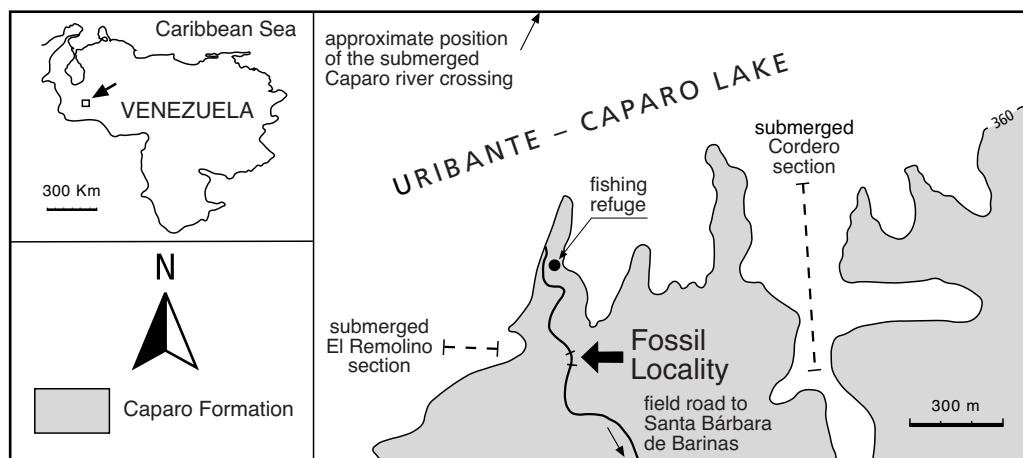 Caribbean Sea
VENEZUELA
300 Km
N
Caparo Formation
approximate position
of the submerged
Caparo river crossing
URIBANTE – CAPARO LAKE
360
submerged
Cordero
section
fishing
refuge
submerged
El Remolino
section
Fossil
Locality
field road to
Santa Bárbara
de Barinas
300 m